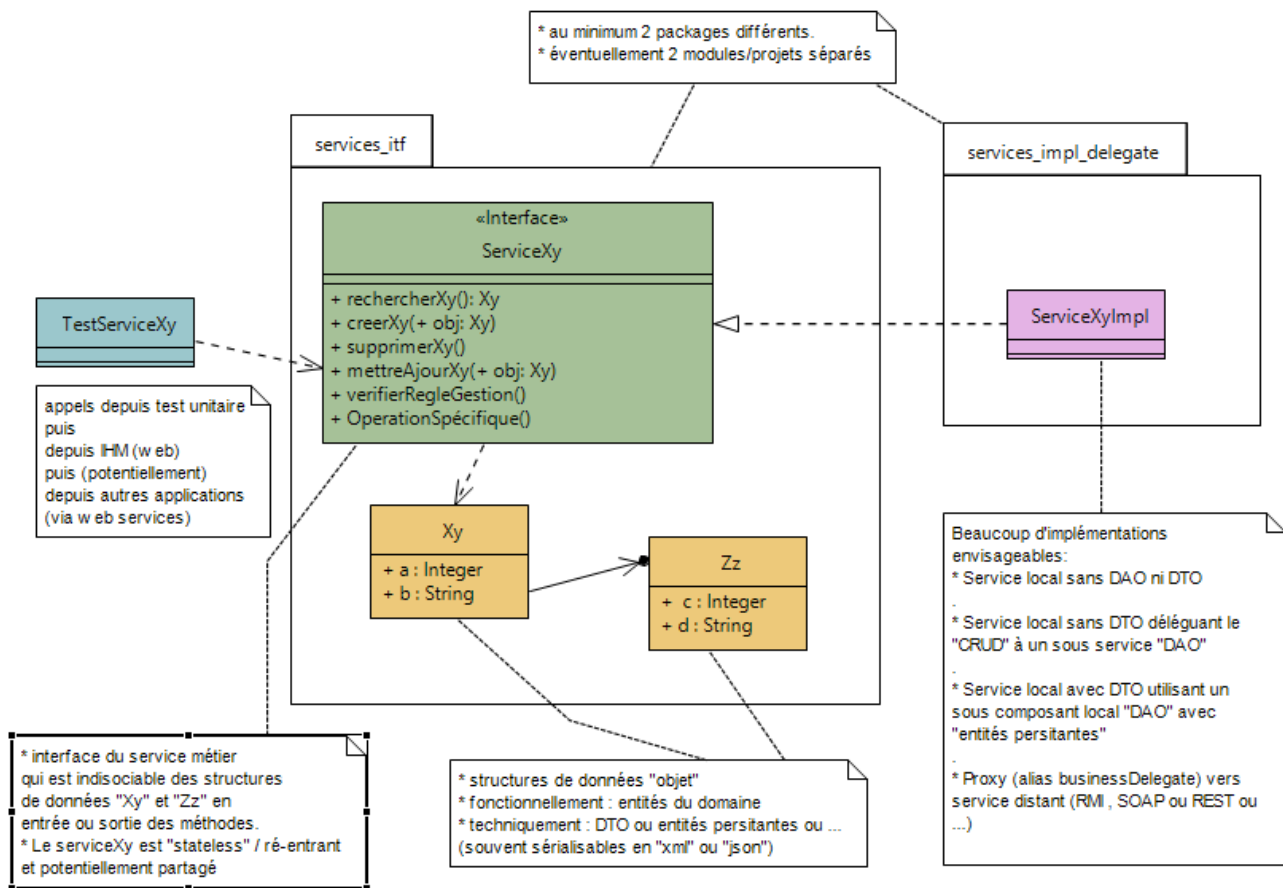 * au minimum 2 packages différents.
* éventuellement 2 modules/projets séparés
services_itf
services_impl_delegate
«Interface»
ServiceXy
+ rechercherXy(): Xy
+ creerXy(+ obj: Xy)
+ supprimerXy()
+ mettreAjourXy(+ obj: Xy)
+ verifierRegleGestion()
+ OperationSpécifique()
TestServiceXy
ServiceXyImpl
appels depuis test unitaire
puis
depuis IHM (web)
puis (potentiellement)
depuis autres applications
(via web services)
Xy
+ a : Integer
+ b : String
Zz
+ c : Integer
+ d : String
Beaucoup d'implémentations
envisageables:
* Service local sans DAO ni DTO
.
* Service local sans DTO déléguant le
"CRUD" à un sous service "DAO"
.
* Service local avec DTO utilisant un
sous composant local "DAO" avec
"entités persitantes"
.
* Proxy (alias businessDelegate) vers
service distant (RMI , SOAP ou REST ou
...)
* interface du service métier
qui est indisociable des structures
de données "Xy" et "Zz" en
entrée ou sortie des méthodes.
* Le serviceXy est "stateless" / ré-entrant
et potentiellement partagé
* structures de données "objet"
* fonctionnellement : entités du domaine
* techniquement : DTO ou entités persitantes ou ...
(souvent sérialisables en "xml" ou "json")